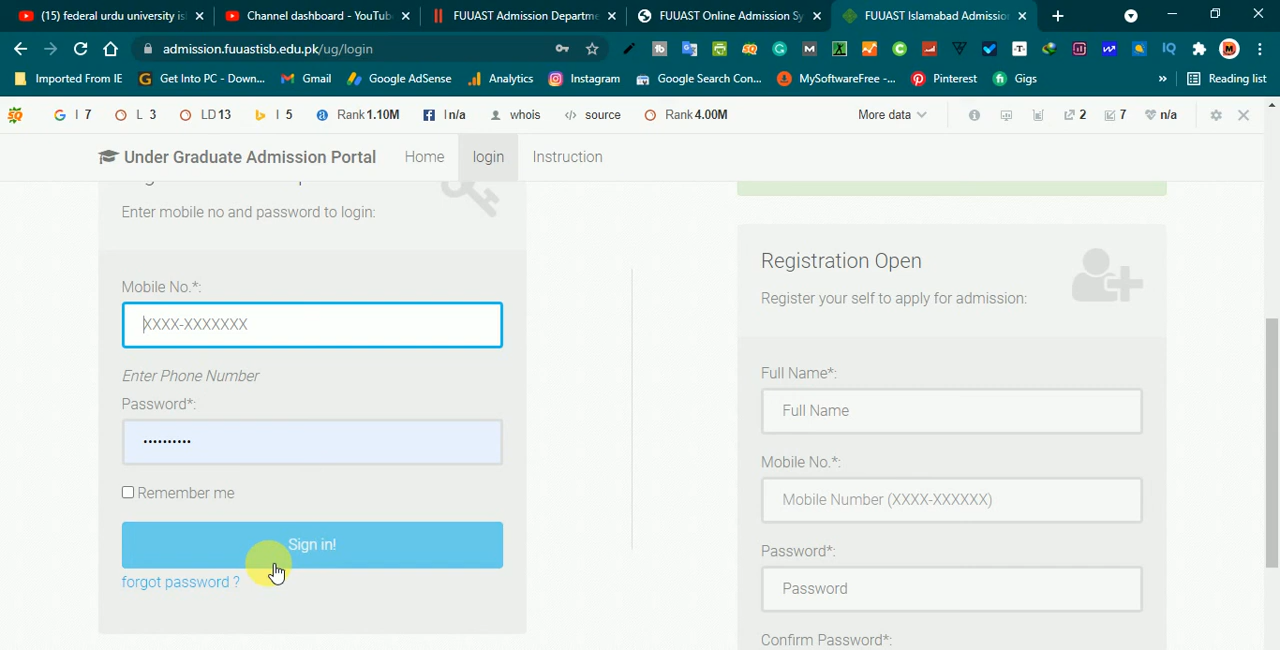 (15) federal urdu university is
Channel dashboard - YouTub
FUUAST Admission Departme
FUUAST Online Admission Sy
FUUAST Islamabad Admissio
admission.fuuastisb.edu.pk/ug/login
Imported From IE
Get Into PC - Down...
Gmail
Google AdSense
Analytics
Instagram
Google Search Con...
MySoftwareFree -...
Pinterest
Gigs
»
Reading list
I 7
L 3
LD 13
I 5
Rank 1.10M
I n/a
whois
source
Rank 4.00M
More data
2
7
n/a
Under Graduate Admission Portal
Home
login
Instruction
Enter mobile no and password to login:
Mobile No.*:
XXXX-XXXXXXX
Enter Phone Number
Password*:
••••••••••
Remember me
Sign in!
forgot password ?
Registration Open
Register your self to apply for admission:
Full Name*:
Full Name
Mobile No.*:
Mobile Number (XXXX-XXXXXX)
Password*:
Password
Confirm Password*: